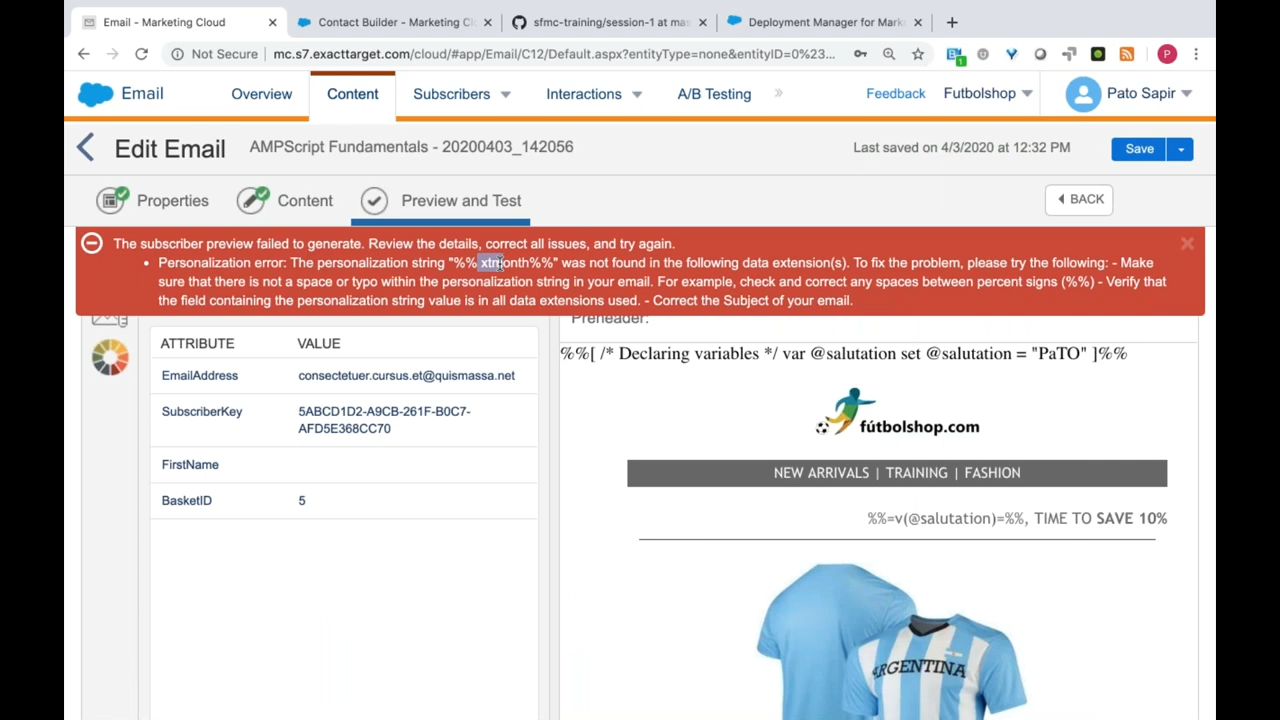 Email - Marketing Cloud
Contact Builder - Marketing Cl
sfmc-training/session-1 at mas
Deployment Manager for Mark
Not Secure | mc.s7.exacttarget.com/cloud/#app/Email/C12/Default.aspx?entityType=none&entityID=0%23...
1
P
Email
Overview
Content
Subscribers
Interactions
A/B Testing
»
Feedback
Futbolshop
Pato Sapir
Edit Email
AMPScript Fundamentals - 20200403_142056
Last saved on 4/3/2020 at 12:32 PM
Save
Properties
Content
Preview and Test
BACK
The subscriber preview failed to generate. Review the details, correct all issues, and try again.
• Personalization error: The personalization string "%% xtmonth%%" was not found in the following data extension(s). To fix the problem, please try the following: - Make
sure that there is not a space or typo within the personalization string in your email. For example, check and correct any spaces between percent signs (%%) - Verify that
the field containing the personalization string value is in all data extensions used. - Correct the Subject of your email.
Preheader:
ATTRIBUTE VALUE
EmailAddress consectetuer.cursus.et@quismassa.net
SubscriberKey 5ABCD1D2-A9CB-261F-B0C7-
AFD5E368CC70
FirstName
BasketID 5
%%[ /* Declaring variables */ var @salutation set @salutation = "PaTO" ]%%
fútbolshop.com
NEW ARRIVALS | TRAINING | FASHION
%%=v(@salutation)=%%, TIME TO SAVE 10%
ARGENTINA